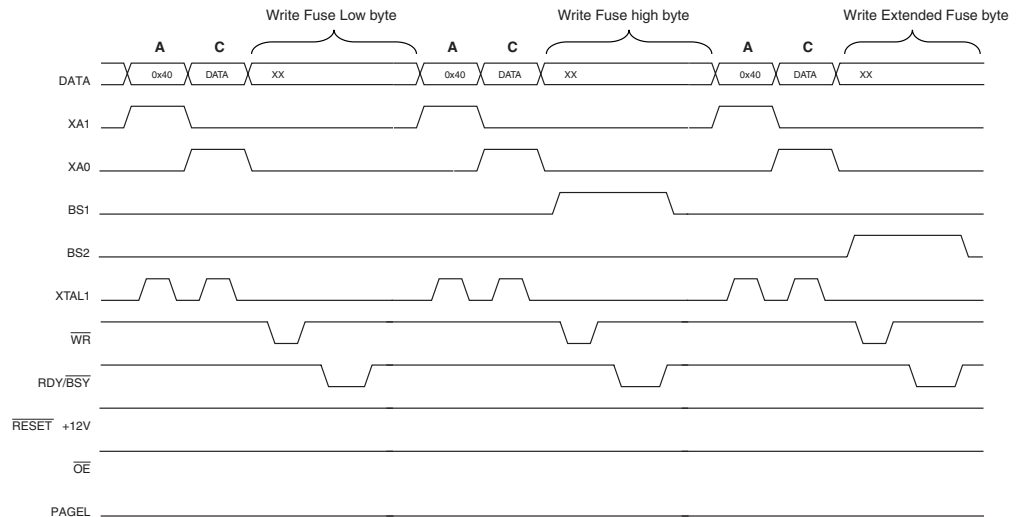 Write Fuse Low byte Write Fuse high byte Write Extended Fuse byte
A C A C A C
DATA 0x40 DATA XX 0x40 DATA XX 0x40 DATA XX
XA1
XA0
BS1
BS2
XTAL1
WR
RDY/BSY
RESET +12V
OE
PAGEL